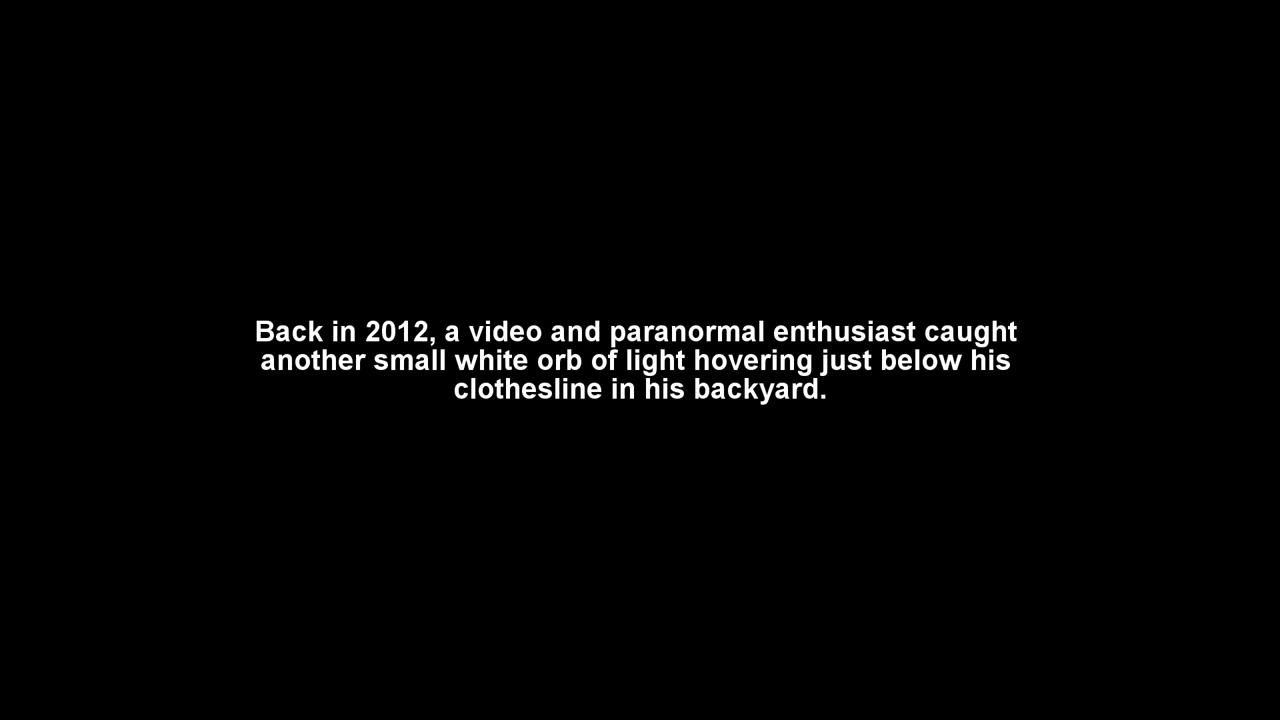 Back in 2012, a video and paranormal enthusiast caught
another small white orb of light hovering just below his
clothesline in his backyard.